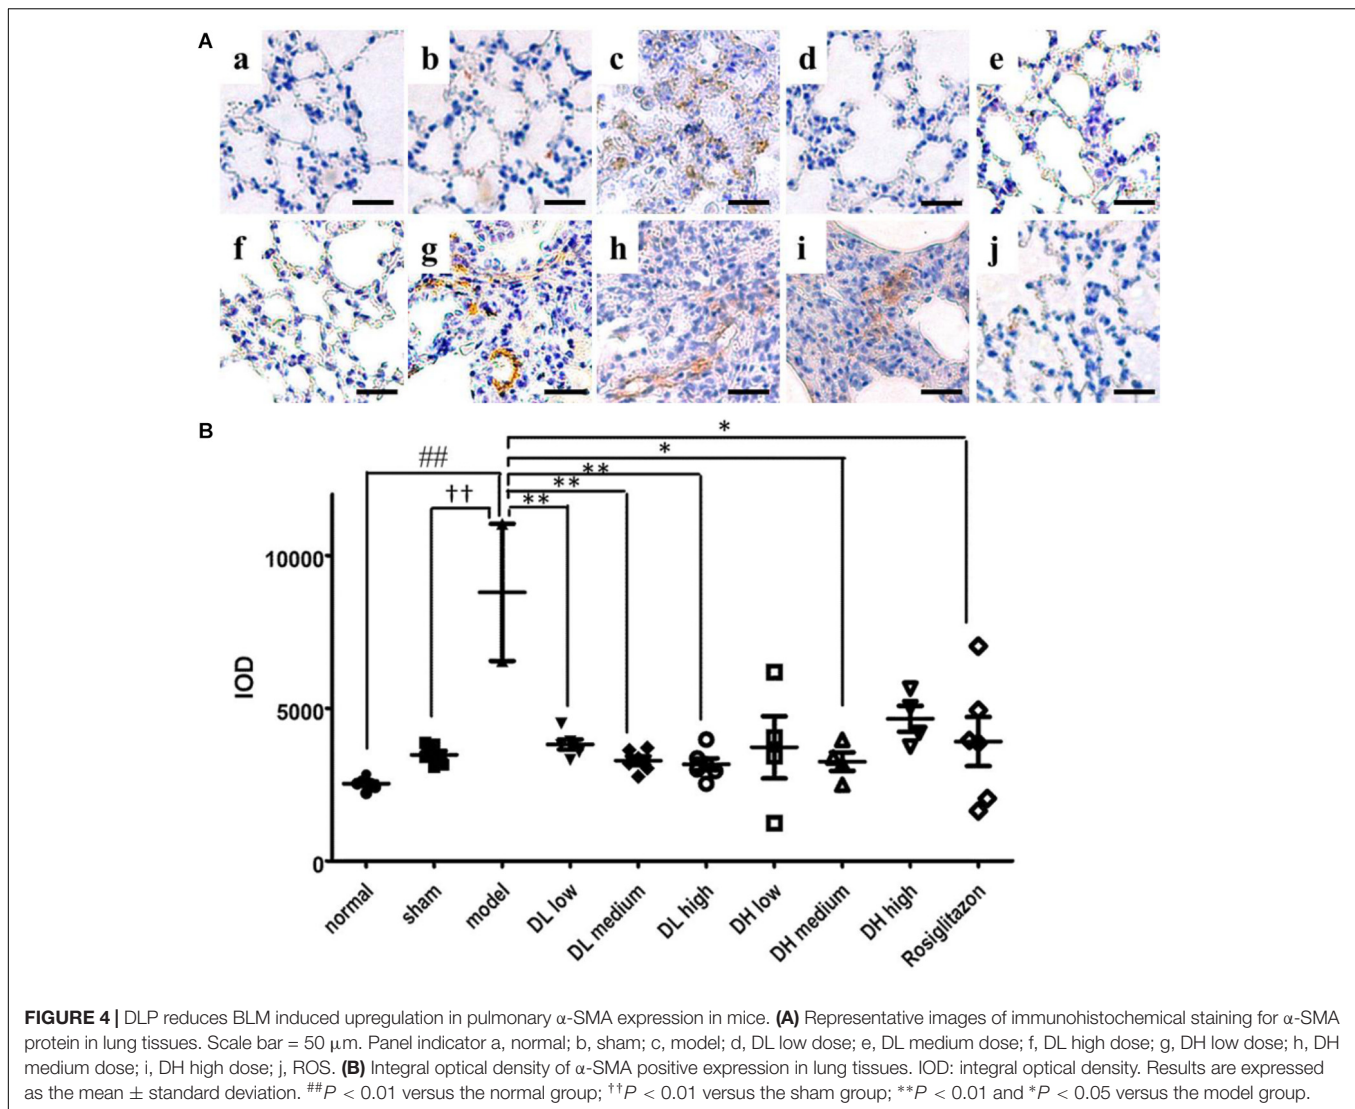 A
a b c d e
f g h i j
B
*
*
##
**
**
††
**
10000
IOD
5000
0
normal sham model DL low DL medium DL high DH low DH medium DH high Rosiglitazon
FIGURE 4 | DLP reduces BLM induced upregulation in pulmonary α-SMA expression in mice. (A) Representative images of immunohistochemical staining for α-SMA
protein in lung tissues. Scale bar = 50 μm. Panel indicator a, normal; b, sham; c, model; d, DL low dose; e, DL medium dose; f, DL high dose; g, DH low dose; h, DH
medium dose; i, DH high dose; j, ROS. (B) Integral optical density of α-SMA positive expression in lung tissues. IOD: integral optical density. Results are expressed
as the mean ± standard deviation. ##P < 0.01 versus the normal group; ††P < 0.01 versus the sham group; **P < 0.01 and *P < 0.05 versus the model group.